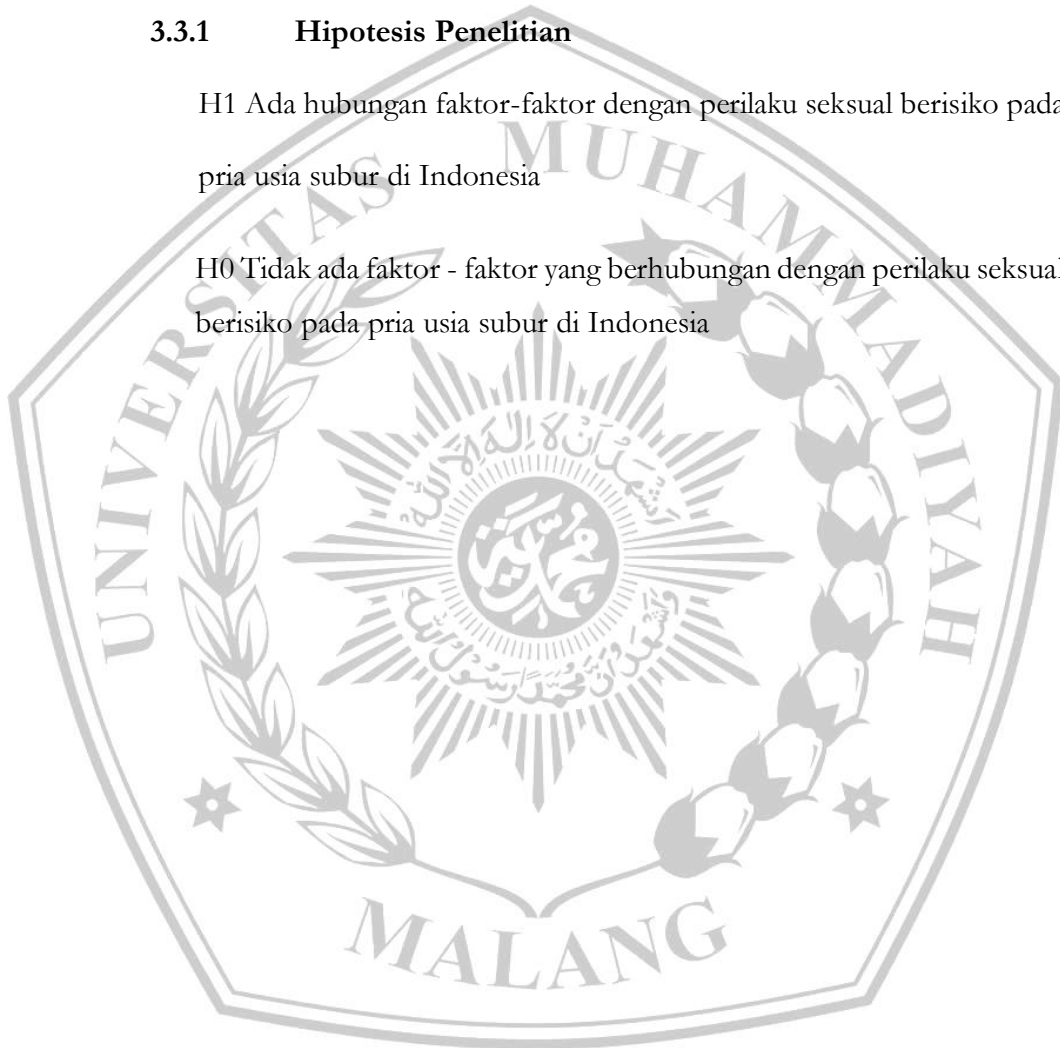 3.3.1 Hipotesis Penelitian
H1 Ada hubungan faktor-faktor dengan perilaku seksual berisiko pada
pria usia subur di Indonesia
H0 Tidak ada faktor - faktor yang berhubungan dengan perilaku seksual
berisiko pada pria usia subur di Indonesia
UNIVERSITAS MUHAMMADIYAH
MALANG